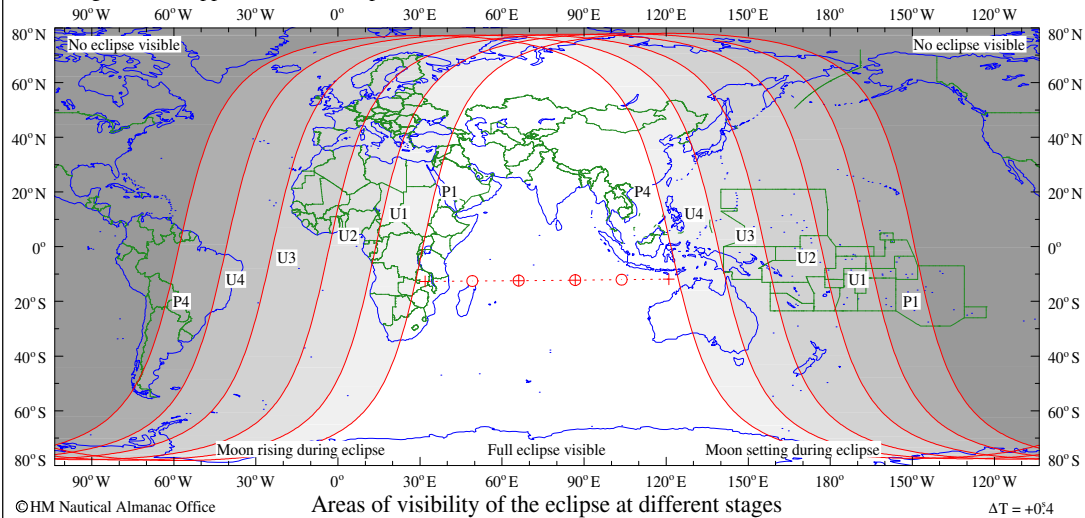 90°W 60°W 30°W 0° 30°E 60°E 90°E 120°E 150°E 180° 150°W 120°W
80°N No eclipse visible No eclipse visible 80°N
60°N 60°N
40°N 40°N
20°N P1 P4 20°N
U1 U4
U2 U3
0° 0°
U3 U2
U4 U1
20°S P4 P1 20°S
40°S 40°S
60°S 60°S
Moon rising during eclipse Full eclipse visible Moon setting during eclipse
80°S 80°S
90°W 60°W 30°W 0° 30°E 60°E 90°E 120°E 150°E 180° 150°W 120°W
©HM Nautical Almanac Office Areas of visibility of the eclipse at different stages ΔT = +0ˢ.4